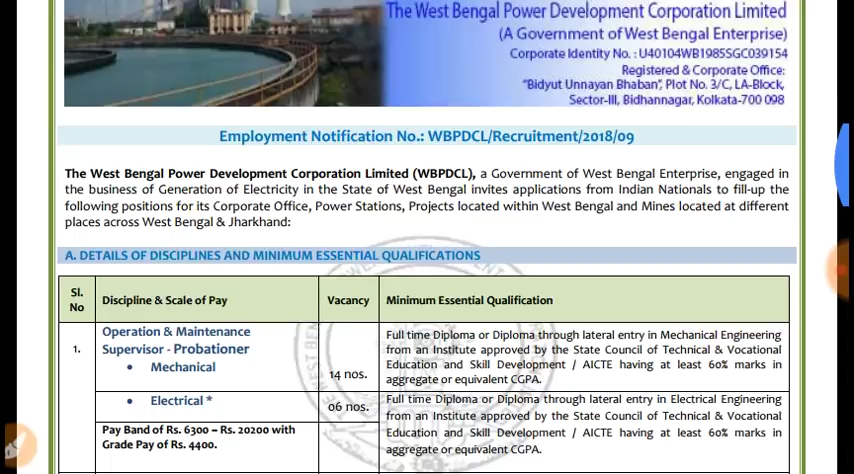 The West Bengal Power Development Corporation Limited
(A Government of West Bengal Enterprise)
Corporate Identity No. : U40104WB1985SGC039154
Registered & Corporate Office:
"Bidyut Unnayan Bhaban", Plot No. 3/C, LA-Block,
Sector-III, Bidhannagar, Kolkata-700 098
Employment Notification No.: WBPDCL/Recruitment/2018/09
The West Bengal Power Development Corporation Limited (WBPDCL), a Government of West Bengal Enterprise, engaged in
the business of Generation of Electricity in the State of West Bengal invites applications from Indian Nationals to fill-up the
following positions for its Corporate Office, Power Stations, Projects located within West Bengal and Mines located at different
places across West Bengal & Jharkhand:
A. DETAILS OF DISCIPLINES AND MINIMUM ESSENTIAL QUALIFICATIONS
Sl. No
Discipline & Scale of Pay
Vacancy
Minimum Essential Qualification
1.
Operation & Maintenance
Supervisor - Probationer
• Mechanical
14 nos.
Full time Diploma or Diploma through lateral entry in Mechanical Engineering
from an Institute approved by the State Council of Technical & Vocational
Education and Skill Development / AICTE having at least 60% marks in
aggregate or equivalent CGPA.
• Electrical *
06 nos.
Full time Diploma or Diploma through lateral entry in Electrical Engineering
from an Institute approved by the State Council of Technical & Vocational
Education and Skill Development / AICTE having at least 60% marks in
aggregate or equivalent CGPA.
Pay Band of Rs. 6300 – Rs. 20200 with
Grade Pay of Rs. 4400.